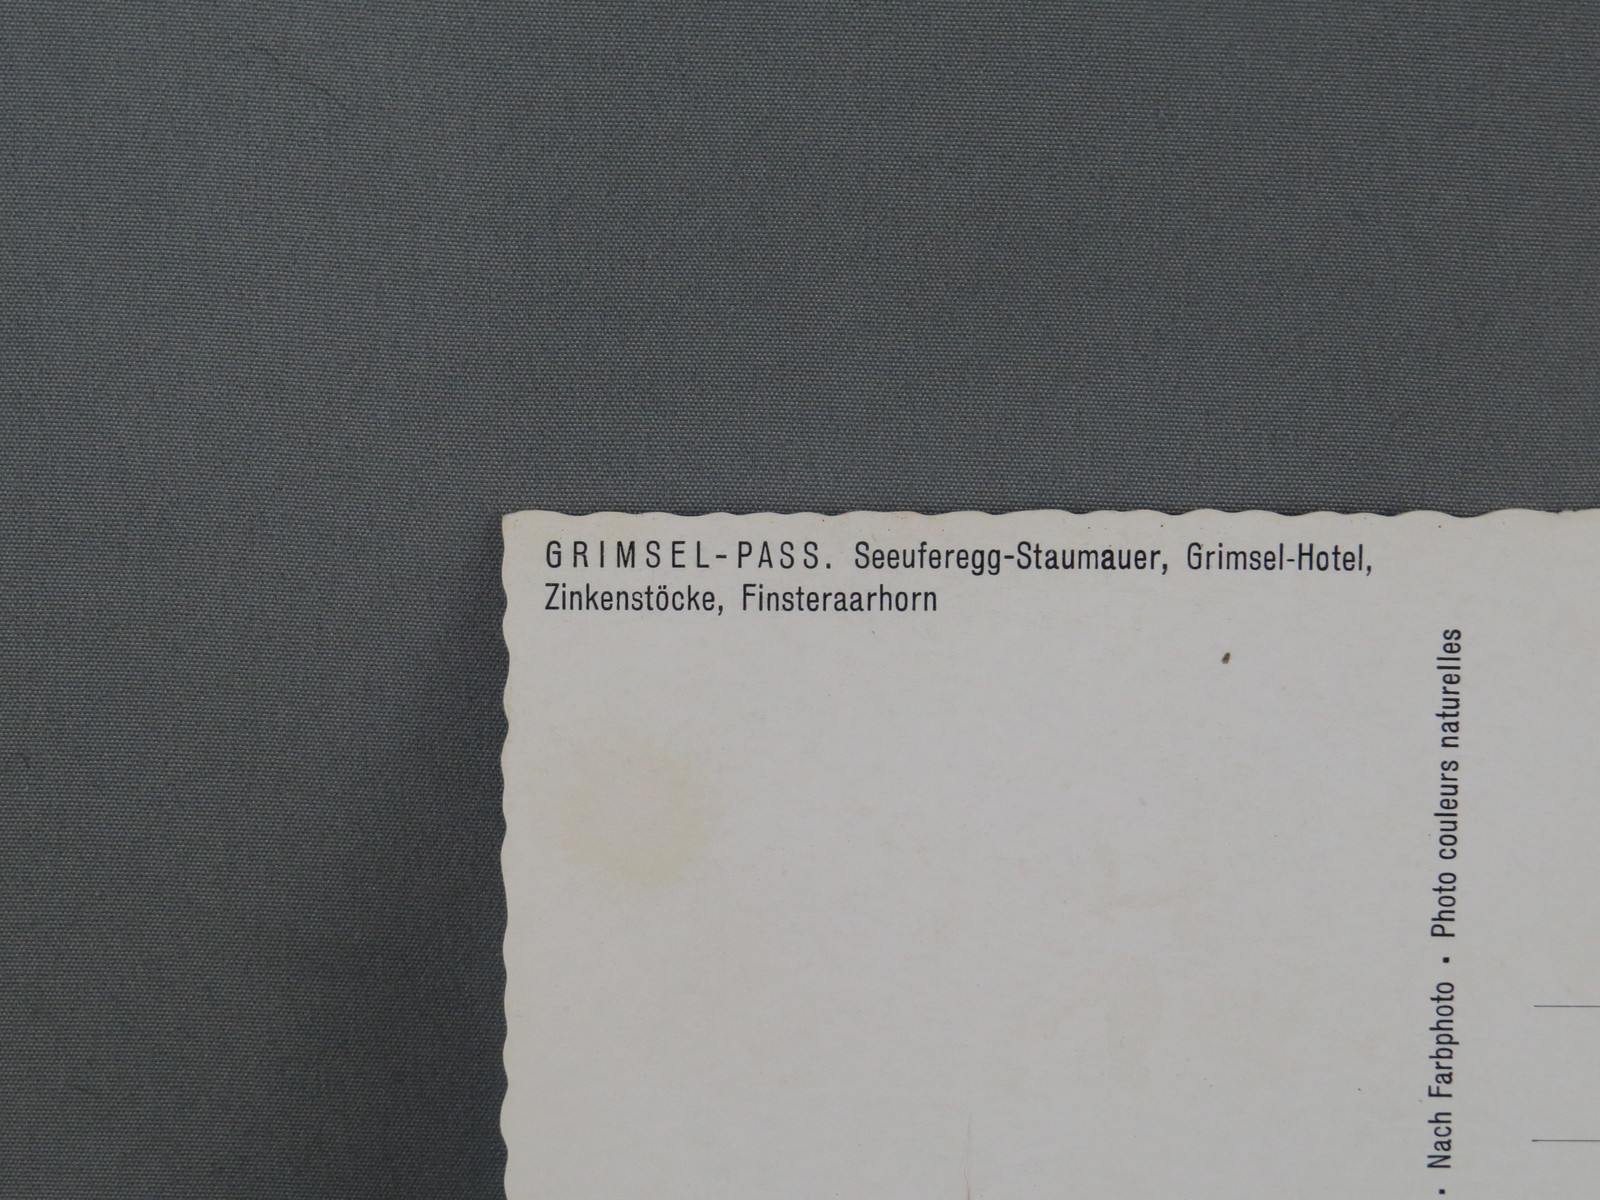 GRIMSEL-PASS. Seeuferegg-Staumauer, Grimsel-Hotel,
Zinkenstöcke, Finsteraarhorn
• Nach Farbphoto • Photo couleurs naturelles